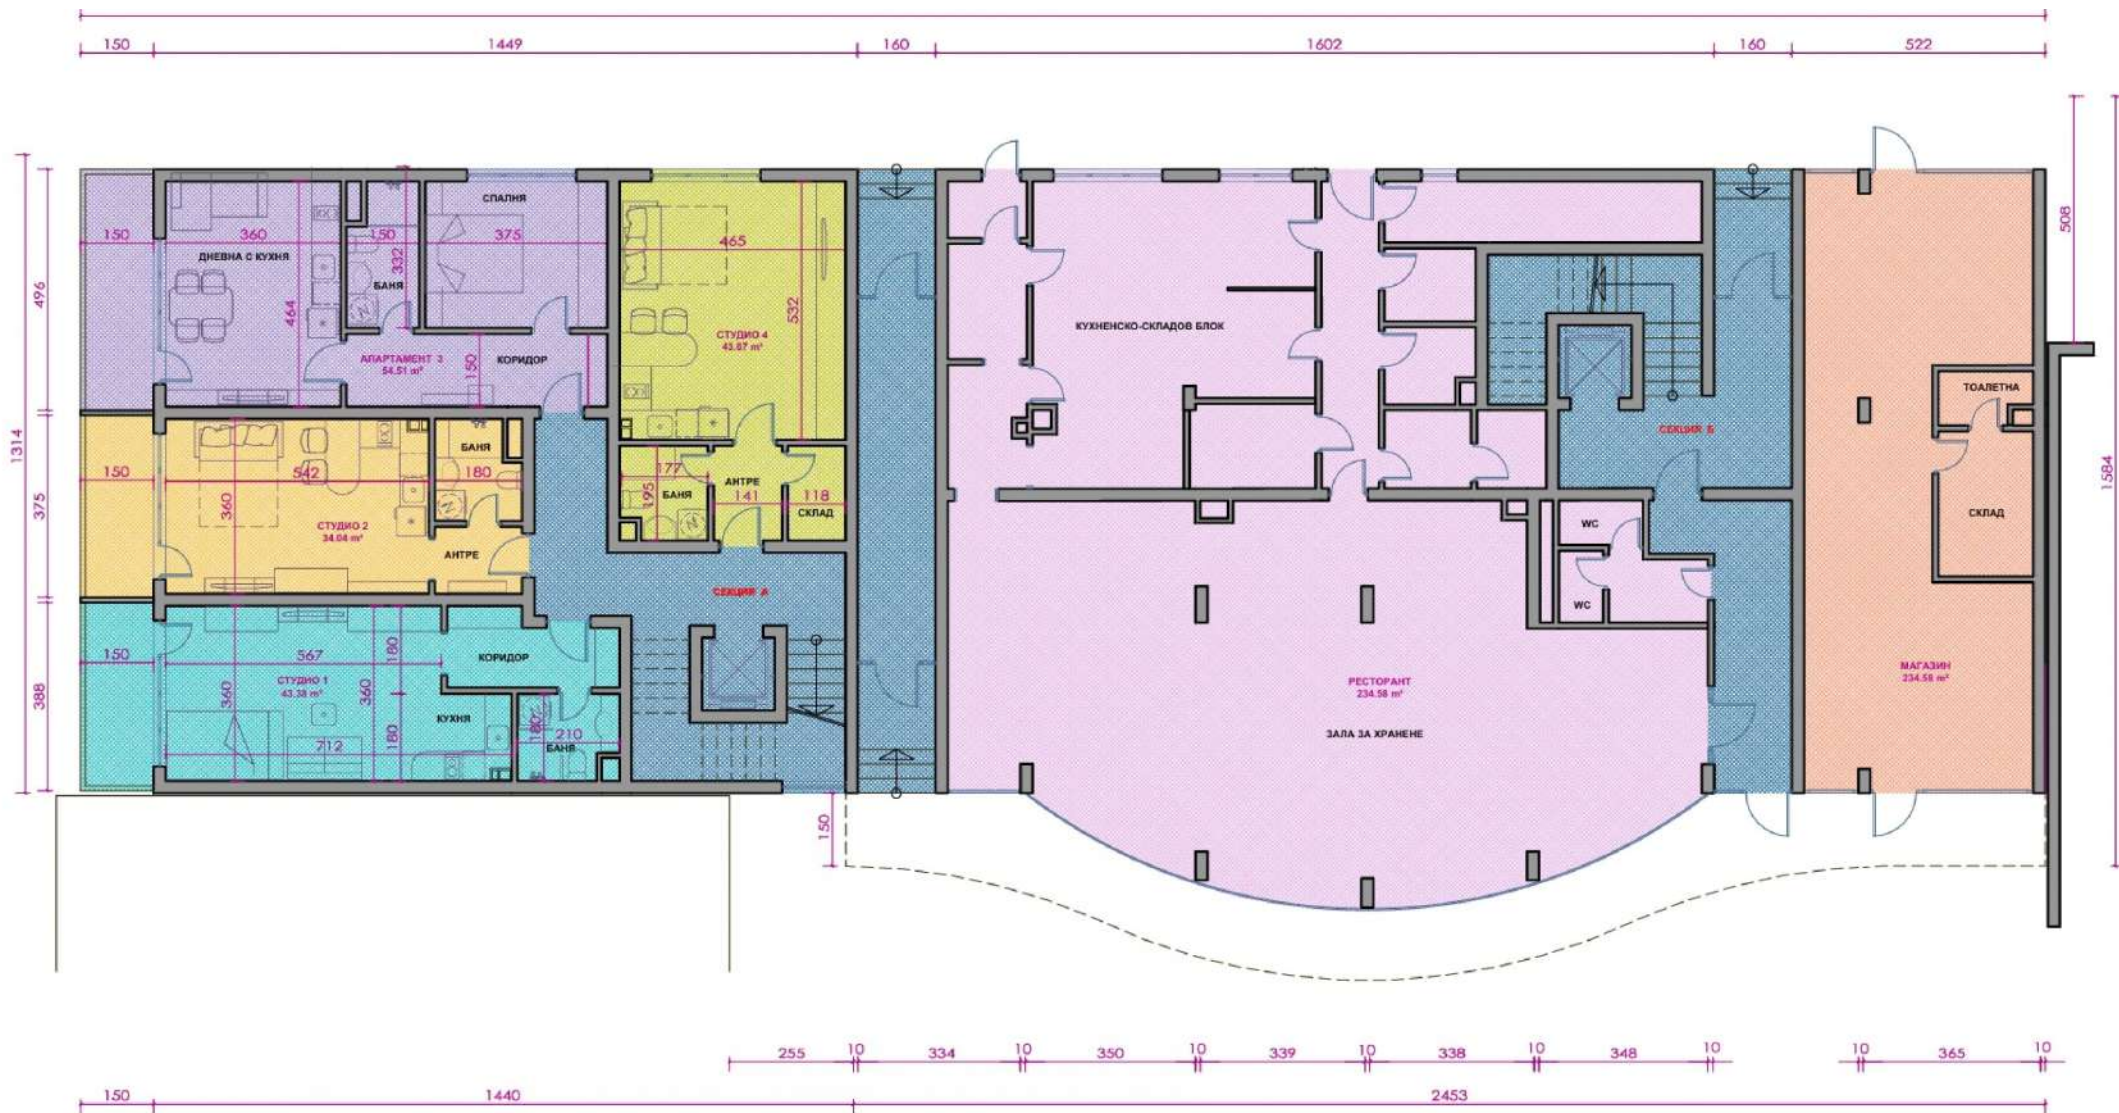 150 1449 160 1602 160 522
508
1584
1314
496
375
388
150 360 150 375 465
СПАЛНЯ
ДНЕВНА С КУХНЯ
332
БАНЯ
464
532
СТУДИО 4
43.87 m²
АПАРТАМЕНТ 3
54.51 m²
150
КОРИДОР
КУХНЕНСКО-СКЛАДОВ БЛОК
ТОАЛЕТНА
СЕКЦИЯ Б
БАНЯ
150 542 180
360
СТУДИО 2
34.04 m²
АНТРЕ
177
195
БАНЯ
АНТРЕ
141 118
СКЛАД
СКЛАД
WC
WC
СЕКЦИЯ А
150 567
180
КОРИДОР
СТУДИО 1
43.38 m²
360
360
КУХНЯ
180
712
180
210
БАНЯ
РЕСТОРАНТ
234.58 m²
ЗАЛА ЗА ХРАНЕНЕ
МАГАЗИН
234.58 m²
150
255 10 334 10 350 10 339 10 338 10 348 10 10 365 10
150 1440 2453